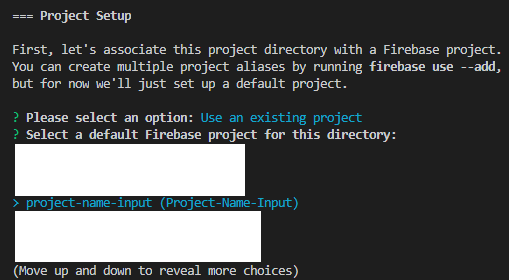 === Project Setup
First, let's associate this project directory with a Firebase project.
You can create multiple project aliases by running firebase use --add,
but for now we'll just set up a default project.
? Please select an option: Use an existing project
? Select a default Firebase project for this directory:
> project-name-input (Project-Name-Input)
(Move up and down to reveal more choices)